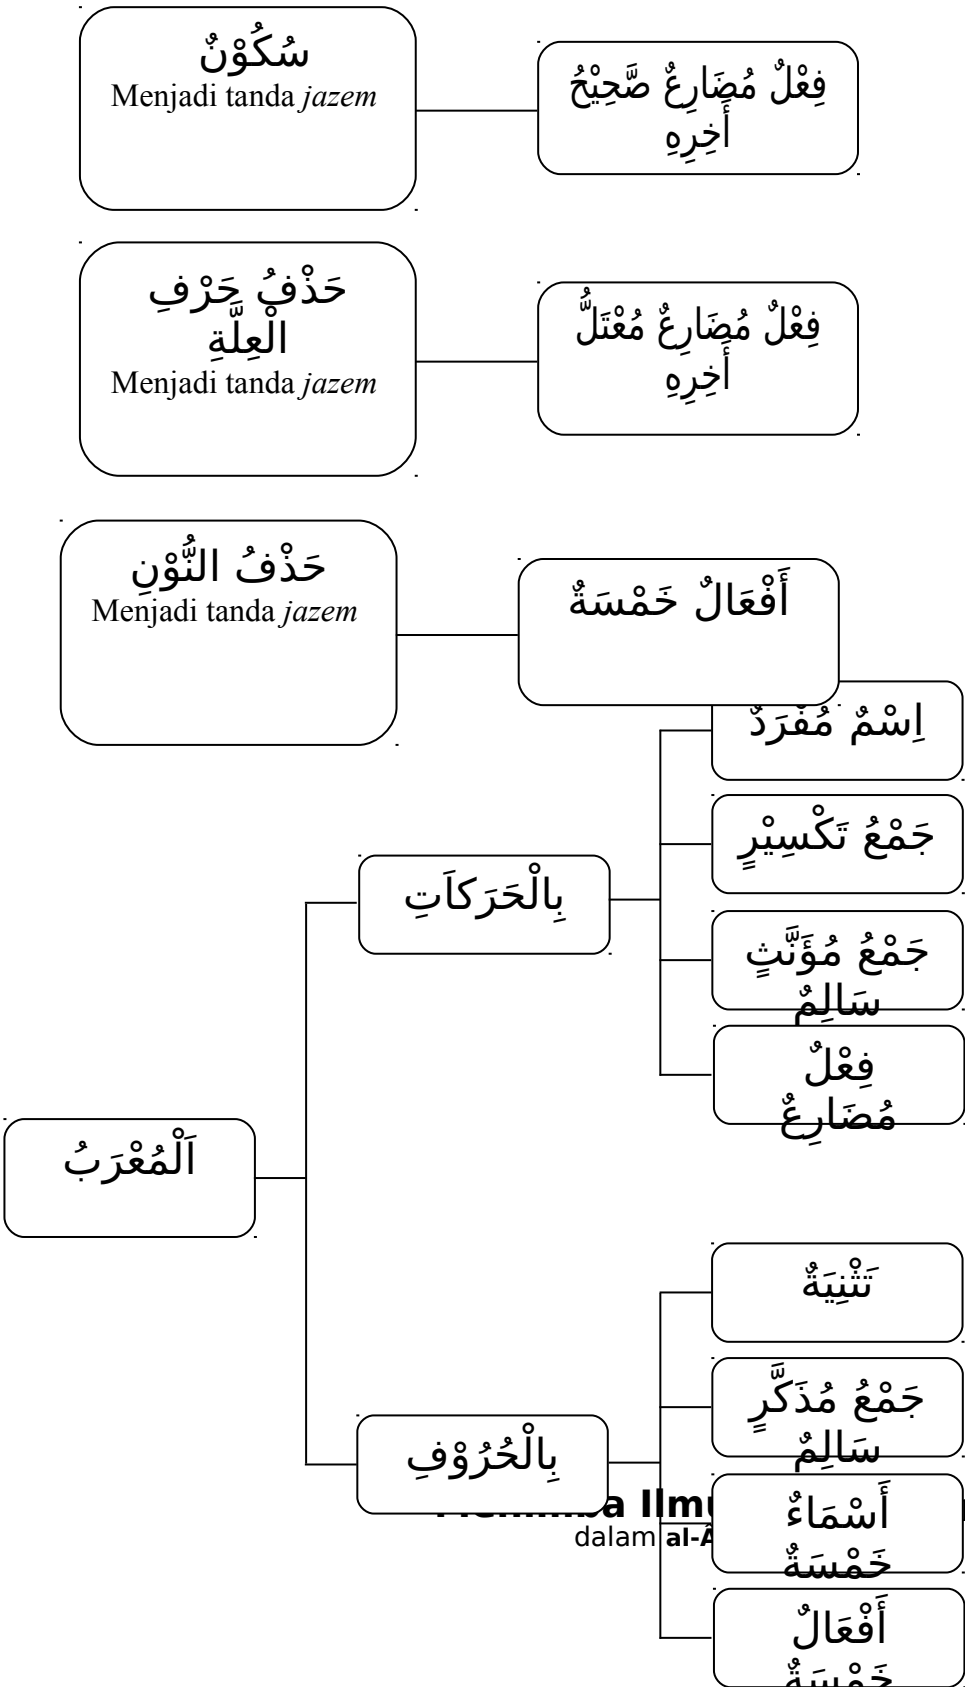 سُكُوْنٌ
Menjadi tanda jazem
فِعْلٌ مُضَارِعٌ صَّحِيْحُ
أَخِرِهِ
حَذْفُ حَرْفِ
الْعِلَّةِ
Menjadi tanda jazem
فِعْلٌ مُضَارِعٌ مُعْتَلُّ
أَخِرِهِ
حَذْفُ النُّوْنِ
Menjadi tanda jazem
أَفْعَالٌ خَمْسَةٌ
اِسْمٌ مُفْرَدٌ
جَمْعُ تَكْسِيْرٍ
بِالْحَرَكاَتِ
جَمْعُ مُؤَنَّثٍ
سَالِمٌ
فِعْلٌ
مُضَارِعٌ
اَلْمُعْرَبُ
تَثْنِيَةٌ
جَمْعُ مُذَكَّرٍ
سَالِمٌ
بِالْحُرُوْفِ
أَسْمَاءٌ
خَمْسَةٌ
dalam
أَفْعَالٌ
خَمْسَةٌ